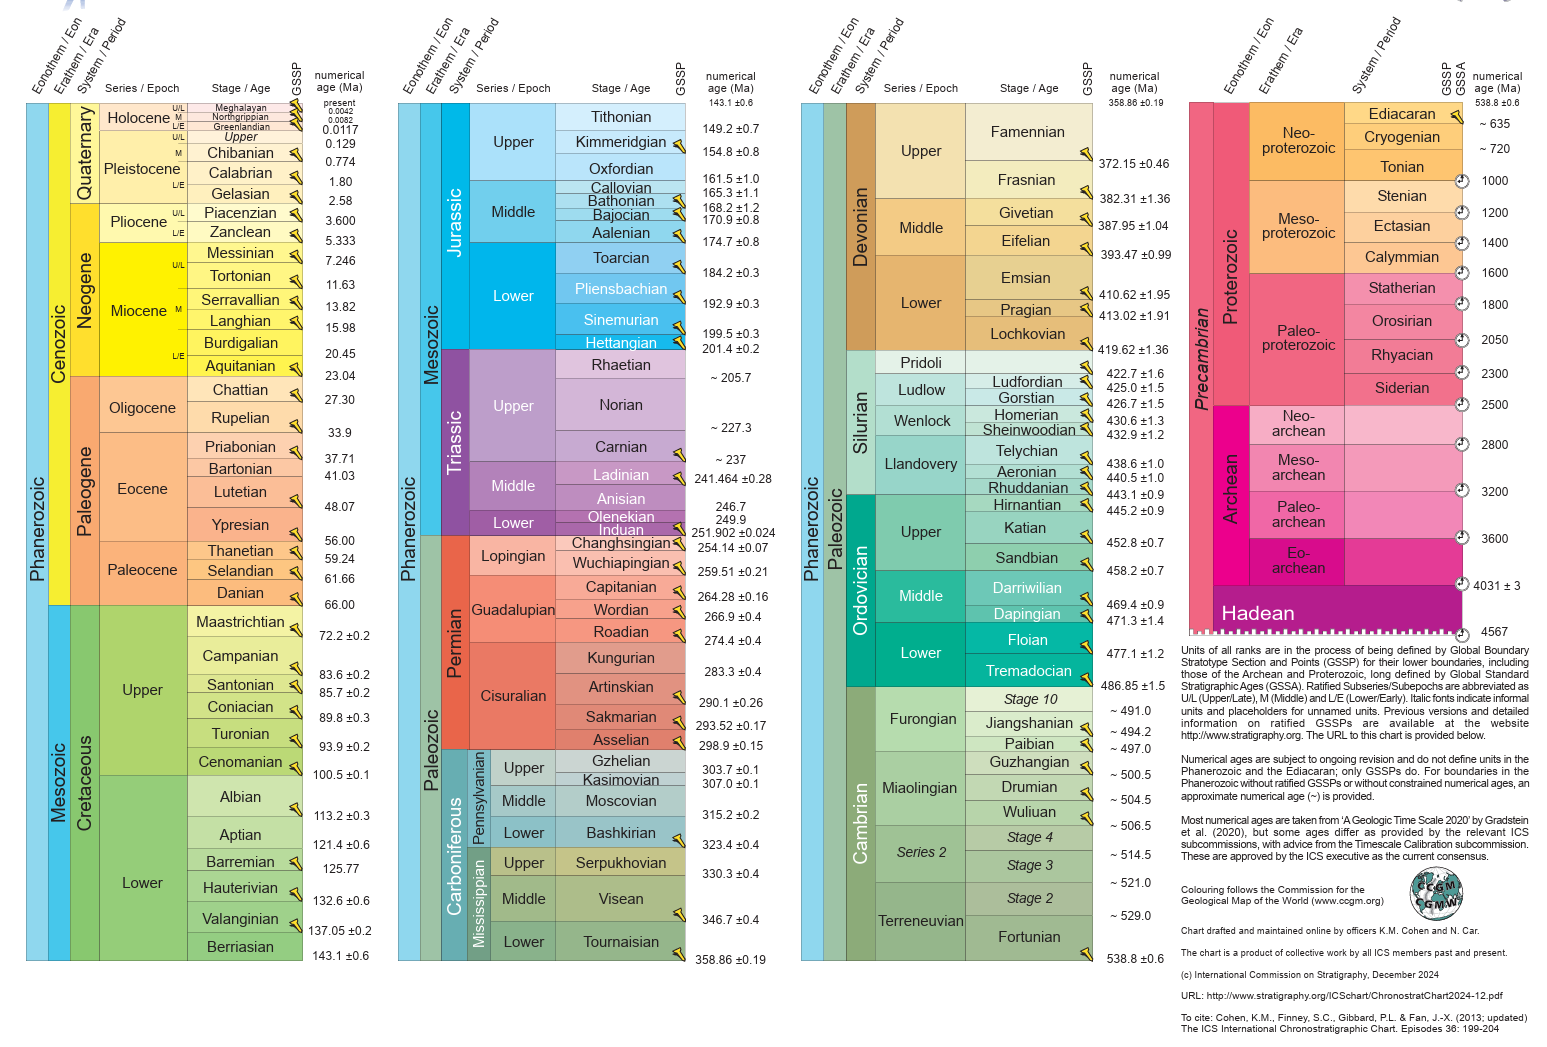 Eonothem / Eon
Erathem / Era
System / Period
Series / Epoch
Stage / Age
GSSP
numerical
age (Ma)
Phanerozoic
Cenozoic
Mesozoic
Quaternary
Neogene
Paleogene
Cretaceous
present
Holocene
U/L
Meghalayan
0.0042
M
Northgrippian
0.0082
L/E
Greenlandian
0.0117
Pleistocene
U/L
Upper
0.129
M
Chibanian
0.774
L/E
Calabrian
1.80
Gelasian
2.58
Pliocene
U/L
Piacenzian
3.600
L/E
Zanclean
5.333
Miocene
U/L
Messinian
7.246
Tortonian
11.63
M
Serravallian
13.82
Langhian
15.98
L/E
Burdigalian
20.45
Aquitanian
23.04
Oligocene
Chattian
27.30
Rupelian
33.9
Eocene
Priabonian
37.71
Bartonian
41.03
Lutetian
48.07
Ypresian
56.00
Paleocene
Thanetian
59.24
Selandian
61.66
Danian
66.00
Upper
Maastrichtian
72.2 ±0.2
Campanian
83.6 ±0.2
Santonian
85.7 ±0.2
Coniacian
89.8 ±0.3
Turonian
93.9 ±0.2
Cenomanian
100.5 ±0.1
Lower
Albian
113.2 ±0.3
Aptian
121.4 ±0.6
Barremian
125.77
Hauterivian
132.6 ±0.6
Valanginian
137.05 ±0.2
Berriasian
143.1 ±0.6
Eonothem / Eon
Erathem / Era
System / Period
Series / Epoch
Stage / Age
GSSP
numerical
age (Ma)
Phanerozoic
Mesozoic
Paleozoic
Jurassic
Triassic
Permian
Carboniferous
Pennsylvanian
Mississippian
143.1 ±0.6
Upper
Tithonian
149.2 ±0.7
Kimmeridgian
154.8 ±0.8
Oxfordian
161.5 ±1.0
Middle
Callovian
165.3 ±1.1
Bathonian
168.2 ±1.2
Bajocian
170.9 ±0.8
Aalenian
174.7 ±0.8
Lower
Toarcian
184.2 ±0.3
Pliensbachian
192.9 ±0.3
Sinemurian
199.5 ±0.3
Hettangian
201.4 ±0.2
Upper
Rhaetian
~ 205.7
Norian
~ 227.3
Carnian
~ 237
Middle
Ladinian
241.464 ±0.28
Anisian
246.7
Lower
Olenekian
249.9
Induan
251.902 ±0.024
Lopingian
Changhsingian
254.14 ±0.07
Wuchiapingian
259.51 ±0.21
Guadalupian
Capitanian
264.28 ±0.16
Wordian
266.9 ±0.4
Roadian
274.4 ±0.4
Cisuralian
Kungurian
283.3 ±0.4
Artinskian
290.1 ±0.26
Sakmarian
293.52 ±0.17
Asselian
298.9 ±0.15
Upper
Gzhelian
303.7 ±0.1
Kasimovian
307.0 ±0.1
Middle
Moscovian
315.2 ±0.2
Lower
Bashkirian
323.4 ±0.4
Upper
Serpukhovian
330.3 ±0.4
Middle
Visean
346.7 ±0.4
Lower
Tournaisian
358.86 ±0.19
Eonothem / Eon
Erathem / Era
System / Period
Series / Epoch
Stage / Age
GSSP
numerical
age (Ma)
Phanerozoic
Paleozoic
Devonian
Silurian
Ordovician
Cambrian
358.86 ±0.19
Upper
Famennian
372.15 ±0.46
Frasnian
382.31 ±1.36
Middle
Givetian
387.95 ±1.04
Eifelian
393.47 ±0.99
Lower
Emsian
410.62 ±1.95
Pragian
413.02 ±1.91
Lochkovian
419.62 ±1.36
Pridoli
422.7 ±1.6
Ludlow
Ludfordian
425.0 ±1.5
Gorstian
426.7 ±1.5
Wenlock
Homerian
430.6 ±1.3
Sheinwoodian
432.9 ±1.2
Llandovery
Telychian
438.6 ±1.0
Aeronian
440.5 ±1.0
Rhuddanian
443.1 ±0.9
Upper
Hirnantian
445.2 ±0.9
Katian
452.8 ±0.7
Sandbian
458.2 ±0.7
Middle
Darriwilian
469.4 ±0.9
Dapingian
471.3 ±1.4
Lower
Floian
477.1 ±1.2
Tremadocian
486.85 ±1.5
Furongian
Stage 10
~ 491.0
Jiangshanian
~ 494.2
Paibian
~ 497.0
Miaolingian
Guzhangian
~ 500.5
Drumian
~ 504.5
Wuliuan
~ 506.5
Series 2
Stage 4
~ 514.5
Stage 3
~ 521.0
Terreneuvian
Stage 2
~ 529.0
Fortunian
538.8 ±0.6
Eonothem / Eon
Erathem / Era
System / Period
GSSP
GSSA
numerical
age (Ma)
Precambrian
Proterozoic
Archean
538.8 ±0.6
Neo-
proterozoic
Ediacaran
~ 635
Cryogenian
~ 720
Tonian
1000
Meso-
proterozoic
Stenian
1200
Ectasian
1400
Calymmian
1600
Paleo-
proterozoic
Statherian
1800
Orosirian
2050
Rhyacian
2300
Siderian
2500
Neo-
archean
2800
Meso-
archean
3200
Paleo-
archean
3600
Eo-
archean
4031 ± 3
Hadean
4567
Units of all ranks are in the process of being defined by Global Boundary
Stratotype Section and Points (GSSP) for their lower boundaries, including
those of the Archean and Proterozoic, long defined by Global Standard
Stratigraphic Ages (GSSA). Ratified Subseries/Subepochs are abbreviated as
U/L (Upper/Late), M (Middle) and L/E (Lower/Early). Italic fonts indicate informal
units and placeholders for unnamed units. Previous versions and detailed
information on ratified GSSPs are available at the website
http://www.stratigraphy.org. The URL to this chart is provided below.
Numerical ages are subject to ongoing revision and do not define units in the
Phanerozoic and the Ediacaran; only GSSPs do. For boundaries in the
Phanerozoic without ratified GSSPs or without constrained numerical ages, an
approximate numerical age (~) is provided.
Most numerical ages are taken from 'A Geologic Time Scale 2020' by Gradstein
et al. (2020), but some ages differ as provided by the relevant ICS
subcommissions, with advice from the Timescale Calibration subcommission.
These are approved by the ICS executive as the current consensus.
Colouring follows the Commission for the
Geological Map of the World (www.ccgm.org)
CCGM
CGMW
Chart drafted and maintained online by officers K.M. Cohen and N. Car.
The chart is a product of collective work by all ICS members past and present.
(c) International Commission on Stratigraphy, December 2024
URL: http://www.stratigraphy.org/ICSchart/ChronostratChart2024-12.pdf
To cite: Cohen, K.M., Finney, S.C., Gibbard, P.L. & Fan, J.-X. (2013; updated)
The ICS International Chronostratigraphic Chart. Episodes 36: 199-204